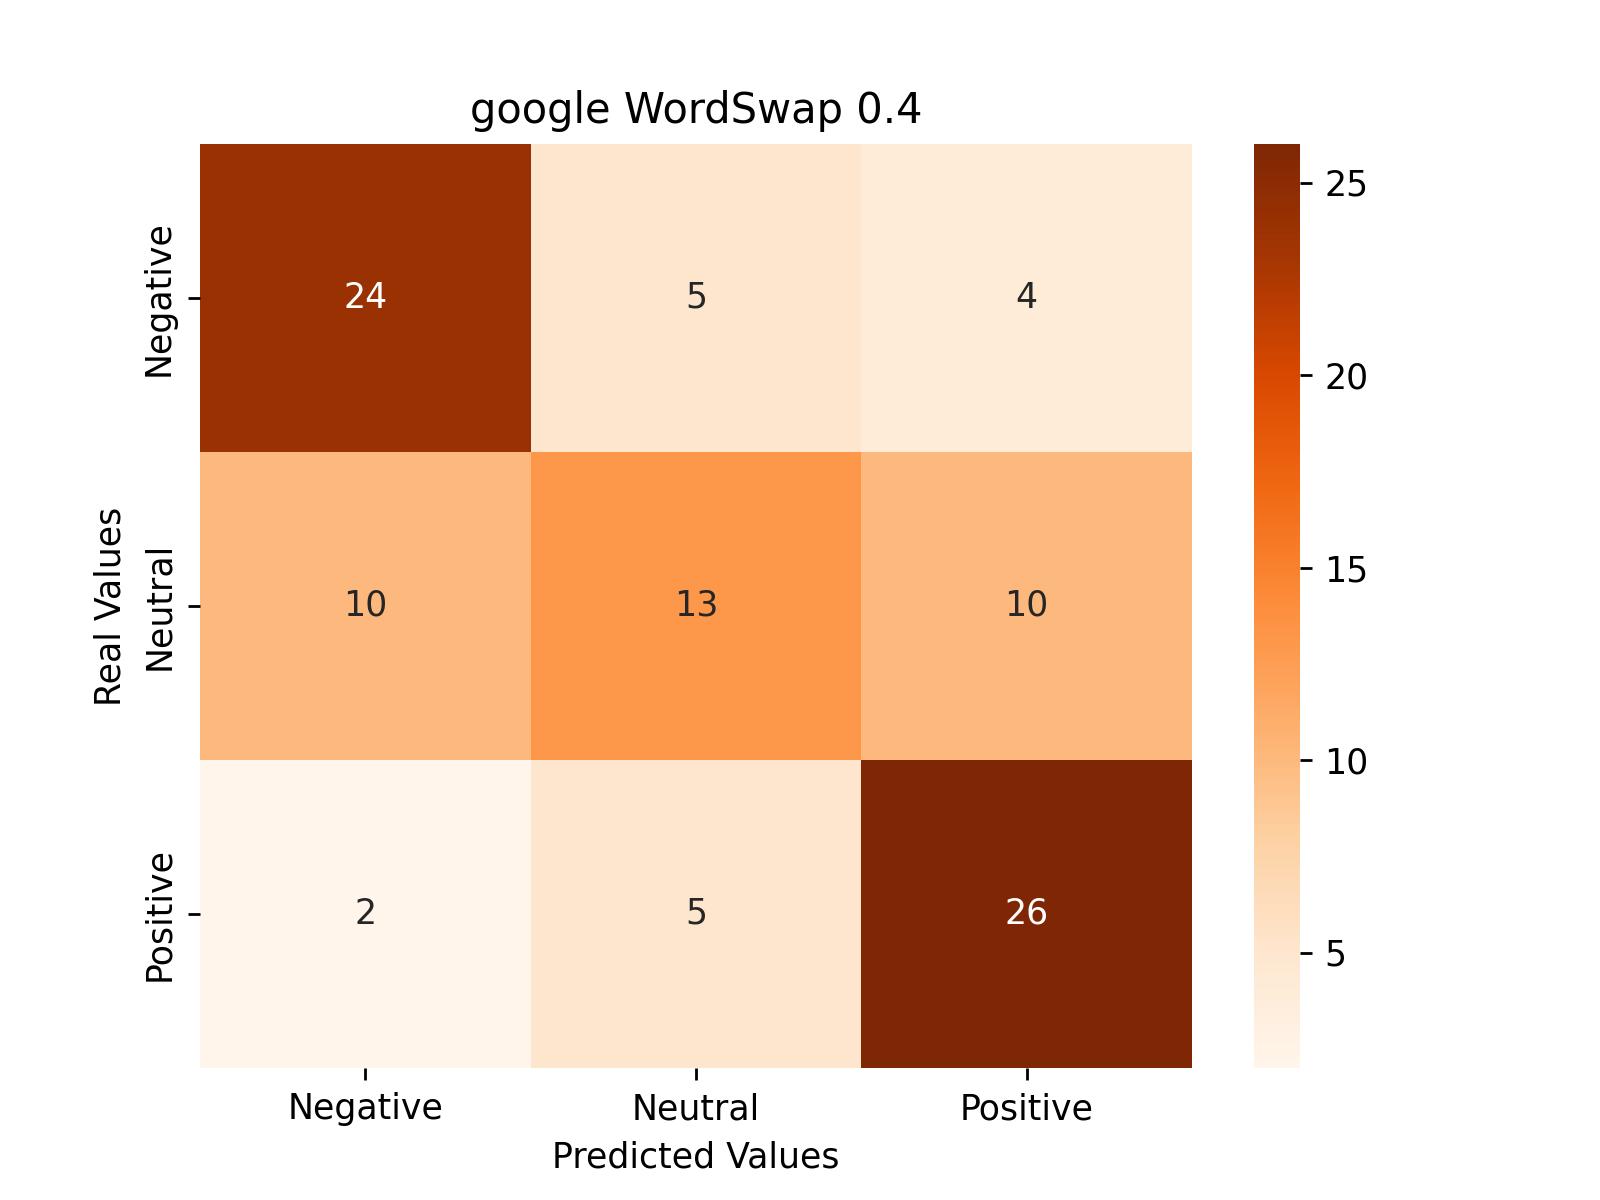 google WordSwap 0.4
Real Values
Negative
24 5 4
Neutral
10 13 10
Positive
2 5 26
Negative Neutral Positive
Predicted Values
25
20
15
10
5